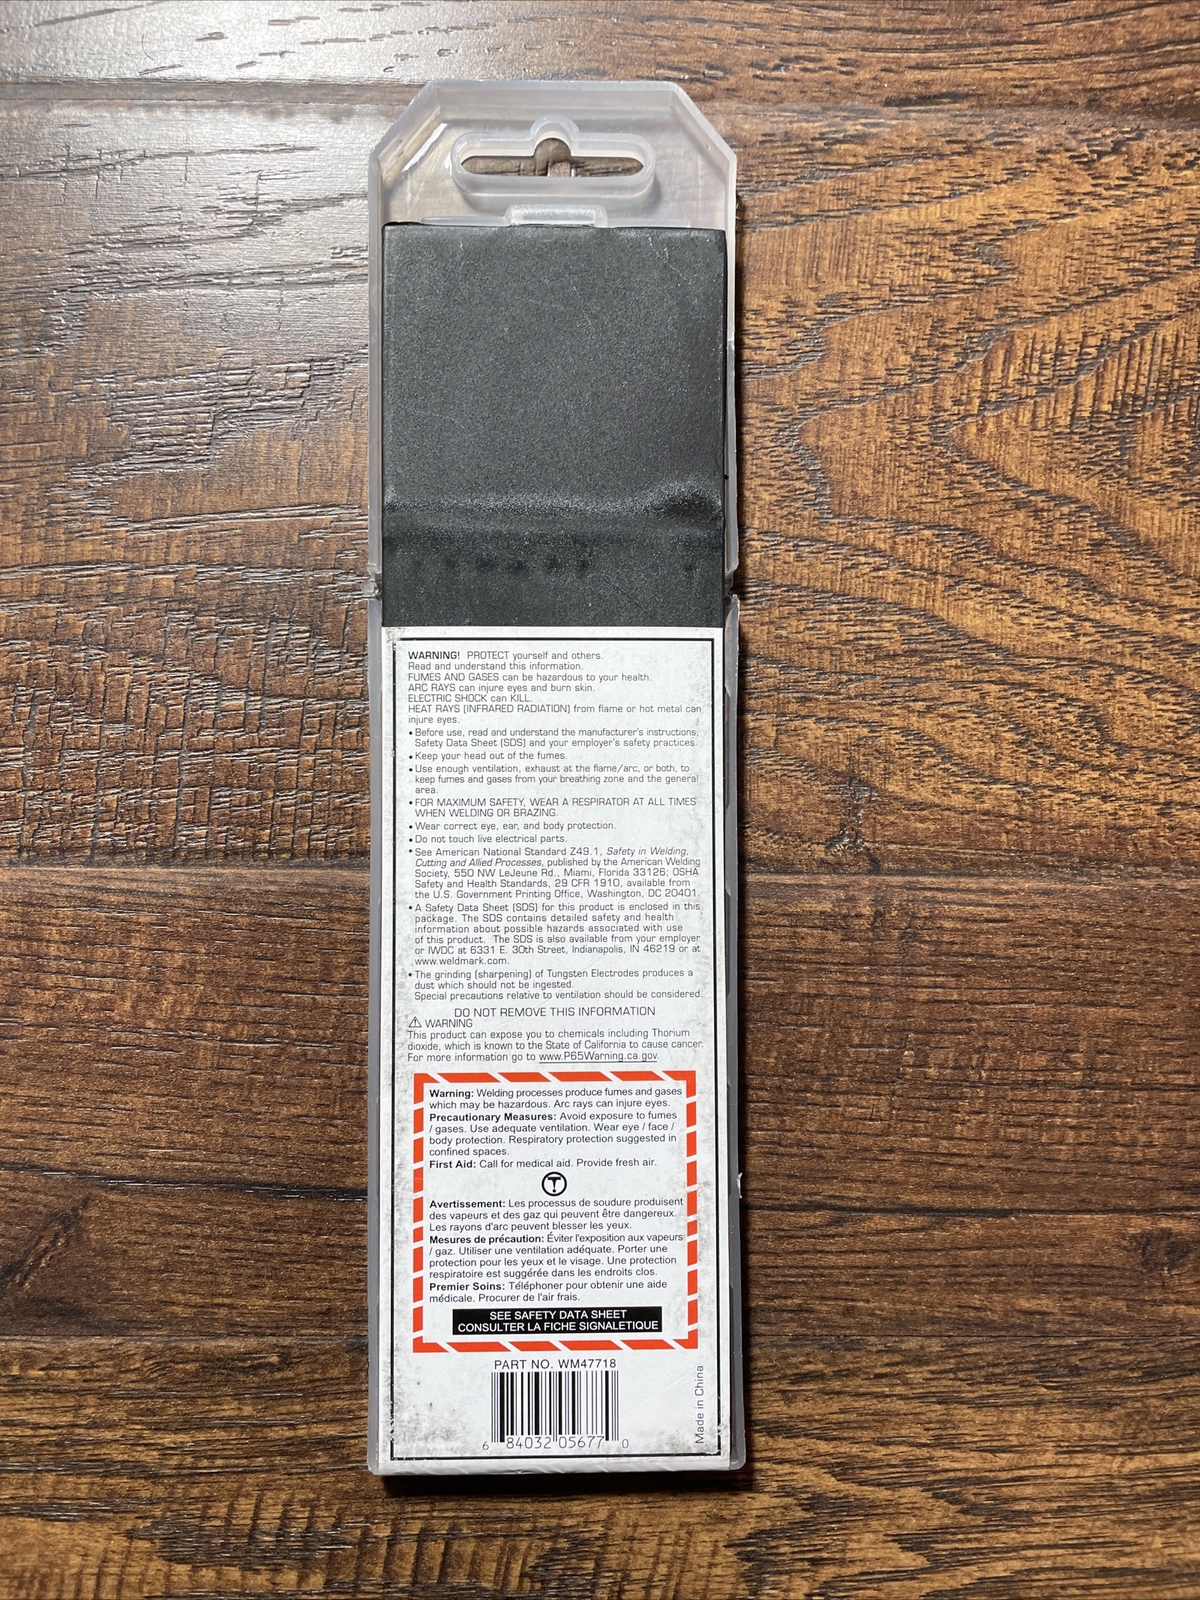 WARNING! PROTECT yourself and others.
Read and understand this information.
FUMES AND GASES can be hazardous to your health.
ARC RAYS can injure eyes and burn skin.
ELECTRIC SHOCK can KILL.
HEAT RAYS (INFRARED RADIATION) from flame or hot metal can
injure eyes.
• Before use, read and understand the manufacturer's instructions,
Safety Data Sheet (SDS) and your employer's safety practices.
• Keep your head out of the fumes.
• Use enough ventilation, exhaust at the flame/arc, or both, to
keep fumes and gases from your breathing zone and the general
area.
• FOR MAXIMUM SAFETY, WEAR A RESPIRATOR AT ALL TIMES
WHEN WELDING OR BRAZING.
• Wear correct eye, ear, and body protection.
• Do not touch live electrical parts.
• See American National Standard Z49.1, Safety in Welding,
Cutting and Allied Processes, published by the American Welding
Society, 550 NW LeJeune Rd., Miami, Florida 33126; OSHA
Safety and Health Standards, 29 CFR 1910, available from
the U.S. Government Printing Office, Washington, DC 20401.
• A Safety Data Sheet (SDS) for this product is enclosed in this
package. The SDS contains detailed safety and health
information about possible hazards associated with use
of this product. The SDS is also available from your employer
or IWDC at 6331 E. 30th Street, Indianapolis, IN 46219 or at
www.weldmark.com.
• The grinding (sharpening) of Tungsten Electrodes produces a
dust which should not be ingested.
Special precautions relative to ventilation should be considered.
DO NOT REMOVE THIS INFORMATION
⚠ WARNING
This product can expose you to chemicals including Thorium
dioxide, which is known to the State of California to cause cancer.
For more information go to www.P65Warning.ca.gov.
Warning: Welding processes produce fumes and gases
which may be hazardous. Arc rays can injure eyes.
Precautionary Measures: Avoid exposure to fumes
/ gases. Use adequate ventilation. Wear eye / face /
body protection. Respiratory protection suggested in
confined spaces.
First Aid: Call for medical aid. Provide fresh air.
Avertissement: Les processus de soudure produisent
des vapeurs et des gaz qui peuvent être dangereux.
Les rayons d'arc peuvent blesser les yeux.
Mesures de précaution: Éviter l'exposition aux vapeurs
/ gaz. Utiliser une ventilation adéquate. Porter une
protection pour les yeux et le visage. Une protection
respiratoire est suggérée dans les endroits clos.
Premier Soins: Téléphoner pour obtenir une aide
médicale. Procurer de l'air frais.
SEE SAFETY DATA SHEET
CONSULTER LA FICHE SIGNALETIQUE
PART NO. WM47718
6 84032 05677 0
Made in China